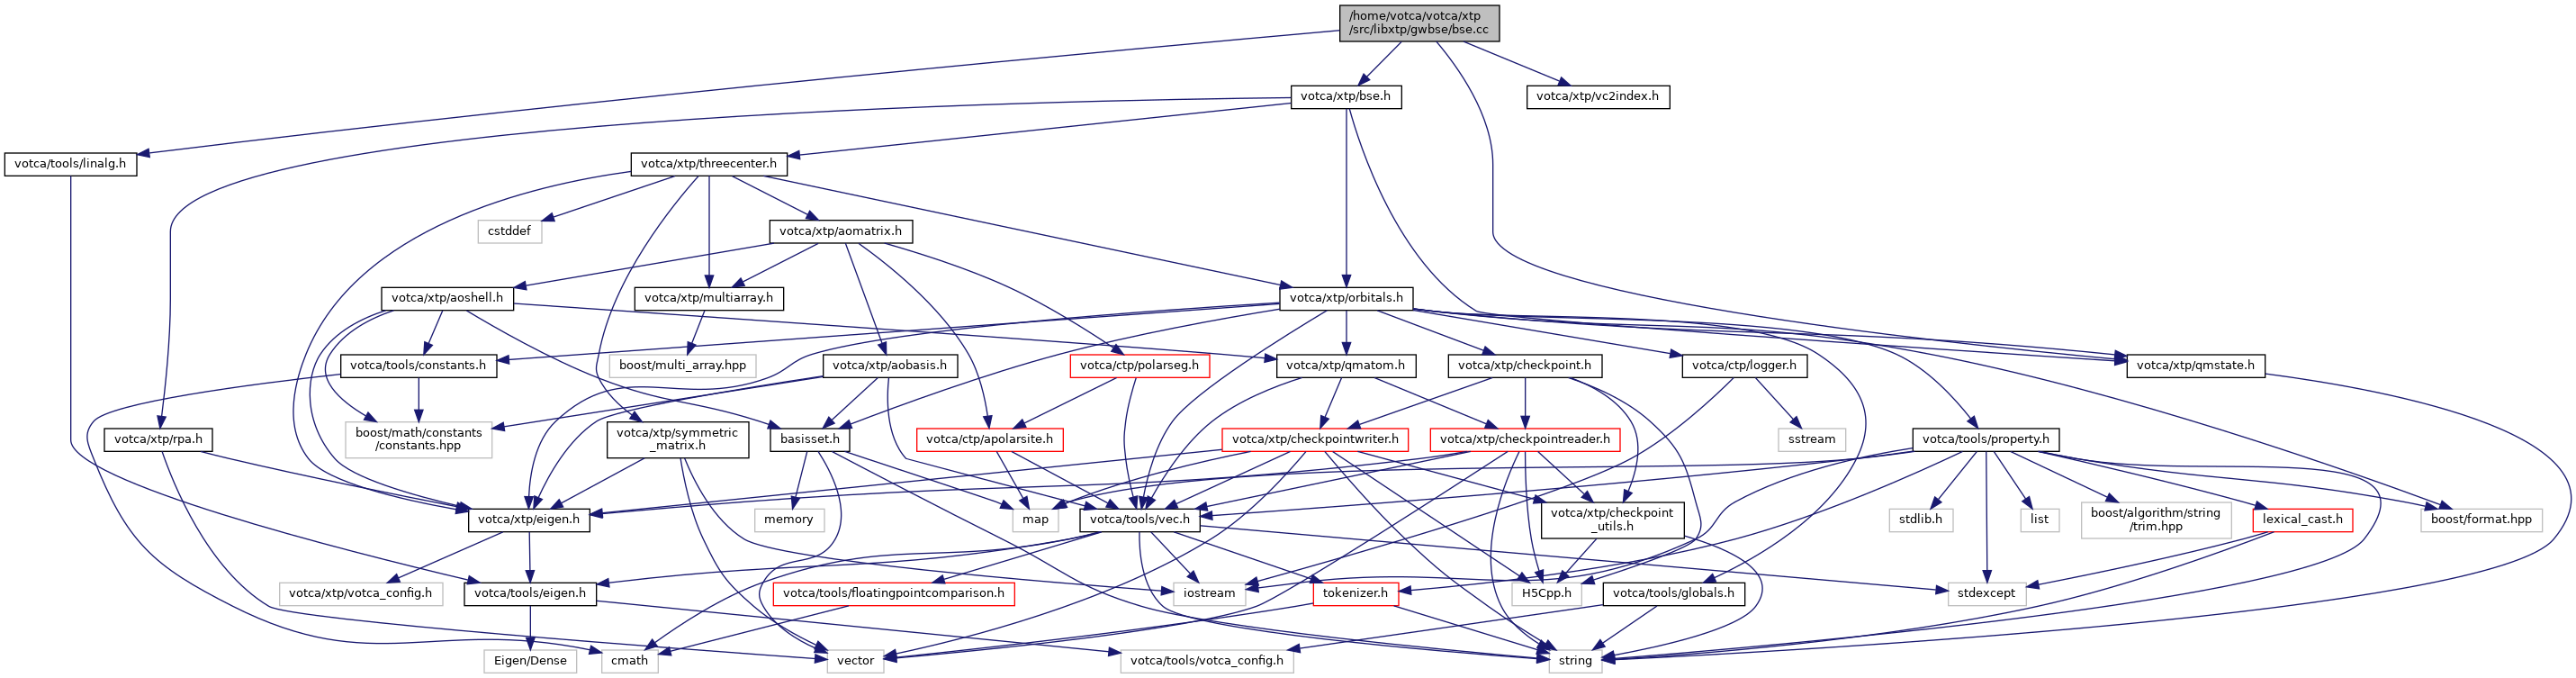 /home/votca/votca/xtp
/src/libxtp/gwbse/bse.cc
votca/xtp/bse.h
votca/xtp/vc2index.h
votca/tools/linalg.h
votca/xtp/threecenter.h
cstddef
votca/xtp/aomatrix.h
votca/xtp/aoshell.h
votca/xtp/multiarray.h
votca/xtp/orbitals.h
votca/tools/constants.h
boost/multi_array.hpp
votca/xtp/aobasis.h
votca/ctp/polarseg.h
votca/xtp/qmatom.h
votca/xtp/checkpoint.h
votca/ctp/logger.h
votca/xtp/qmstate.h
votca/xtp/rpa.h
boost/math/constants
/constants.hpp
votca/xtp/symmetric
_matrix.h
basisset.h
votca/ctp/apolarsite.h
votca/xtp/checkpointwriter.h
votca/xtp/checkpointreader.h
sstream
votca/tools/property.h
votca/xtp/eigen.h
memory
map
votca/tools/vec.h
votca/xtp/checkpoint
_utils.h
stdlib.h
list
boost/algorithm/string
/trim.hpp
lexical_cast.h
boost/format.hpp
votca/xtp/votca_config.h
votca/tools/eigen.h
votca/tools/floatingpointcomparison.h
iostream
tokenizer.h
H5Cpp.h
votca/tools/globals.h
stdexcept
Eigen/Dense
cmath
vector
votca/tools/votca_config.h
string